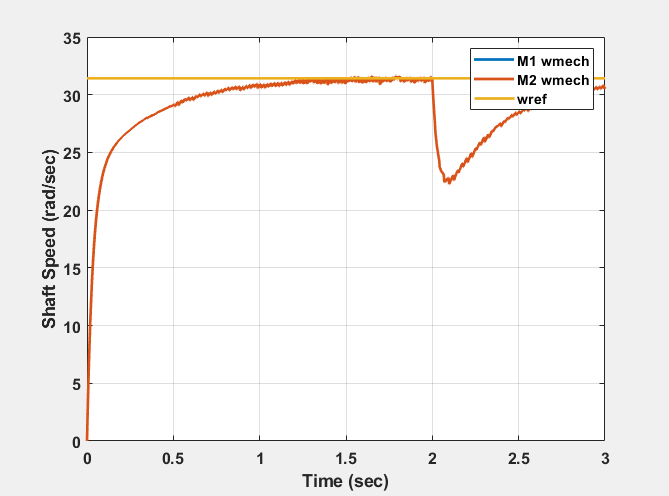 35
30
25
20
15
10
5
0
Shaft Speed (rad/sec)
M1 wmech
M2 wmech
wref
0 0.5 1 1.5 2 2.5 3
Time (sec)